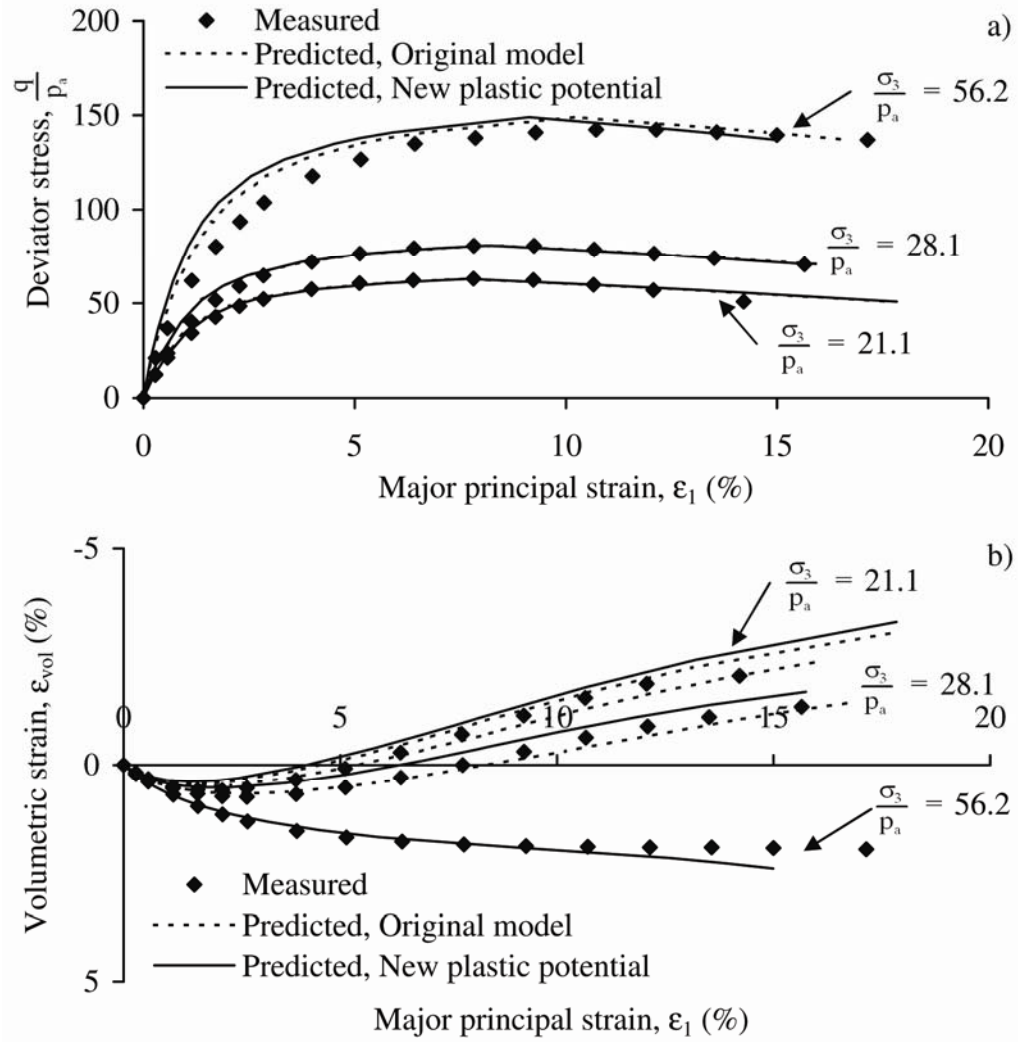 200
a)
Measured
Predicted, Original model
Predicted, New plastic potential
σ3/pa = 56.2
150
Deviator stress, q/pa
100
σ3/pa = 28.1
50
σ3/pa = 21.1
0
0 5 10 15 20
Major principal strain, ε1 (%)
-5
b)
σ3/pa = 21.1
Volumetric strain, εvol (%)
σ3/pa = 28.1
0 5 10 15 20
0
σ3/pa = 56.2
Measured
Predicted, Original model
Predicted, New plastic potential
5
Major principal strain, ε1 (%)